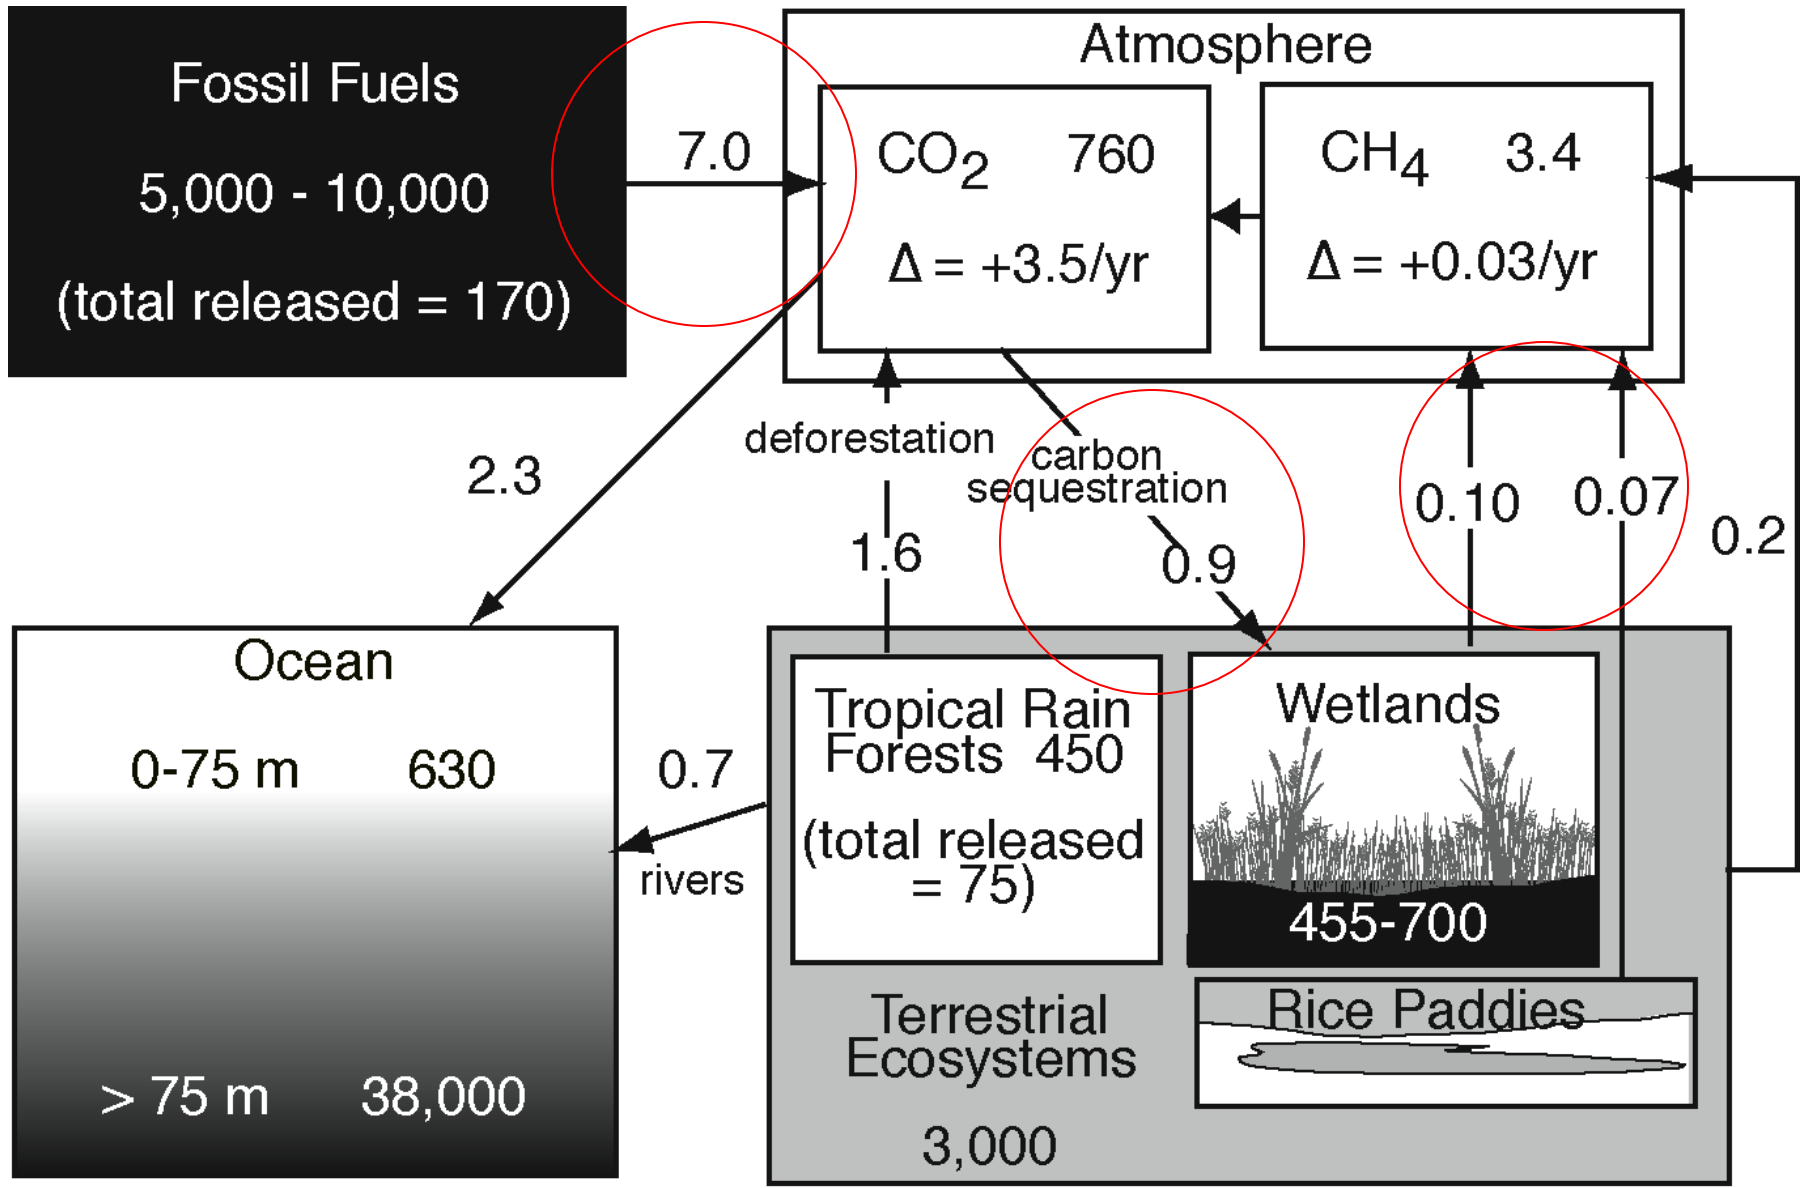 Fossil Fuels
5,000 - 10,000
(total released = 170)
7.0
Atmosphere
CO2 760
Δ = +3.5/yr
CH4 3.4
Δ = +0.03/yr
2.3
deforestation
1.6
carbon
sequestration
0.9
0.10
0.07
0.2
Ocean
0-75 m 630
> 75 m 38,000
0.7
rivers
Tropical Rain
Forests 450
(total released
= 75)
Wetlands
455-700
Rice Paddies
Terrestrial
Ecosystems
3,000